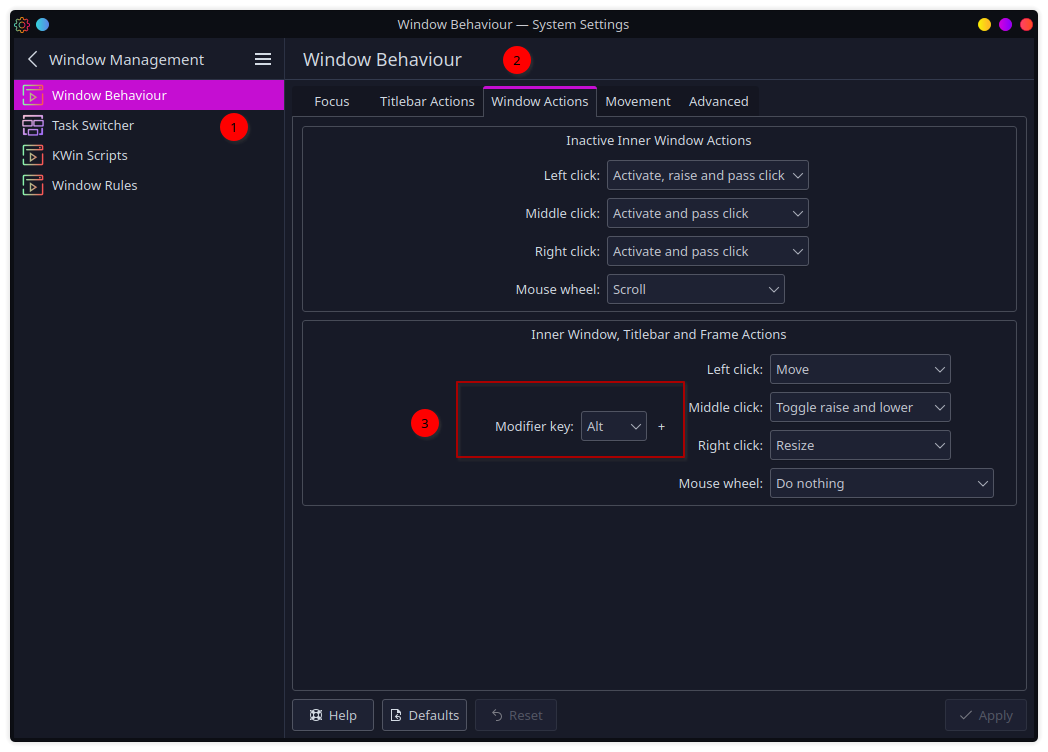 Window Behaviour — System Settings
Window Management
Window Behaviour
2
Window Behaviour
Task Switcher
1
KWin Scripts
Window Rules
Focus Titlebar Actions Window Actions Movement Advanced
Inactive Inner Window Actions
Left click: Activate, raise and pass click
Middle click: Activate and pass click
Right click: Activate and pass click
Mouse wheel: Scroll
Inner Window, Titlebar and Frame Actions
Left click: Move
Middle click: Toggle raise and lower
3
Modifier key: Alt +
Right click: Resize
Mouse wheel: Do nothing
Help Defaults Reset Apply